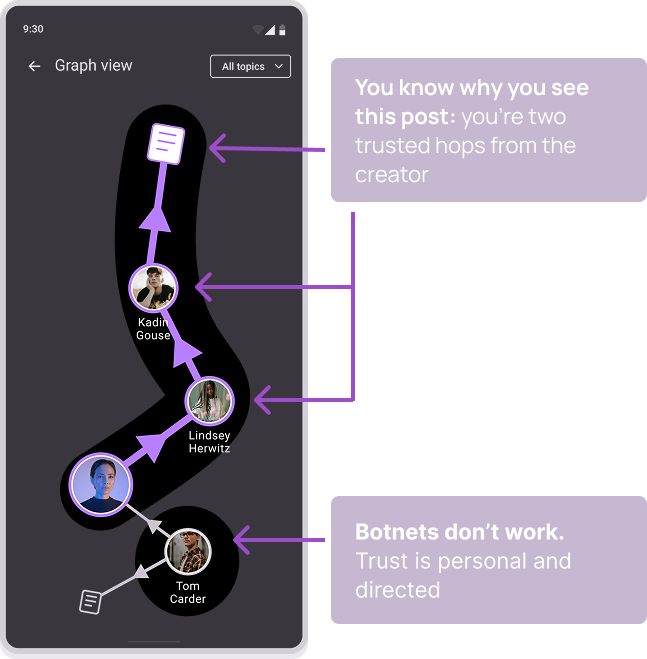 9:30
Graph view
All topics
You know why you see
this post: you're two
trusted hops from the
creator
Kadin
Gouse
Lindsey
Herwitz
Botnets don't work.
Trust is personal and
directed
Tom
Carder